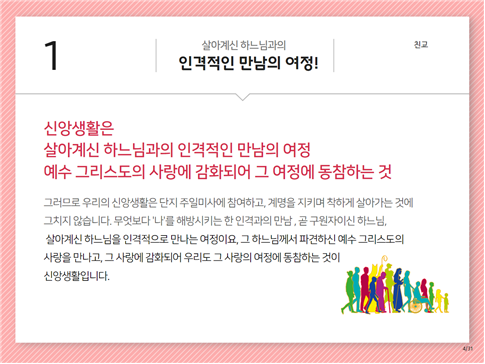 1
살아계신 하느님과의
인격적인 만남의 여정!
친교
신앙생활은
살아계신 하느님과의 인격적인 만남의 여정
예수 그리스도의 사랑에 감화되어 그 여정에 동참하는 것
그러므로 우리의 신앙생활은 단지 주일미사에 참여하고, 계명을 지키며 착하게 살아가는 것에
그치지 않습니다. 무엇보다 '나'를 해방시키는 한 인격과의 만남 , 곧 구원자이신 하느님,
살아계신 하느님을 인격적으로 만나는 여정이요, 그 하느님께서 파견하신 예수 그리스도의
사랑을 만나고, 그 사랑에 감화되어 우리도 그 사랑의 여정에 동참하는 것이
신앙생활입니다.
4/31